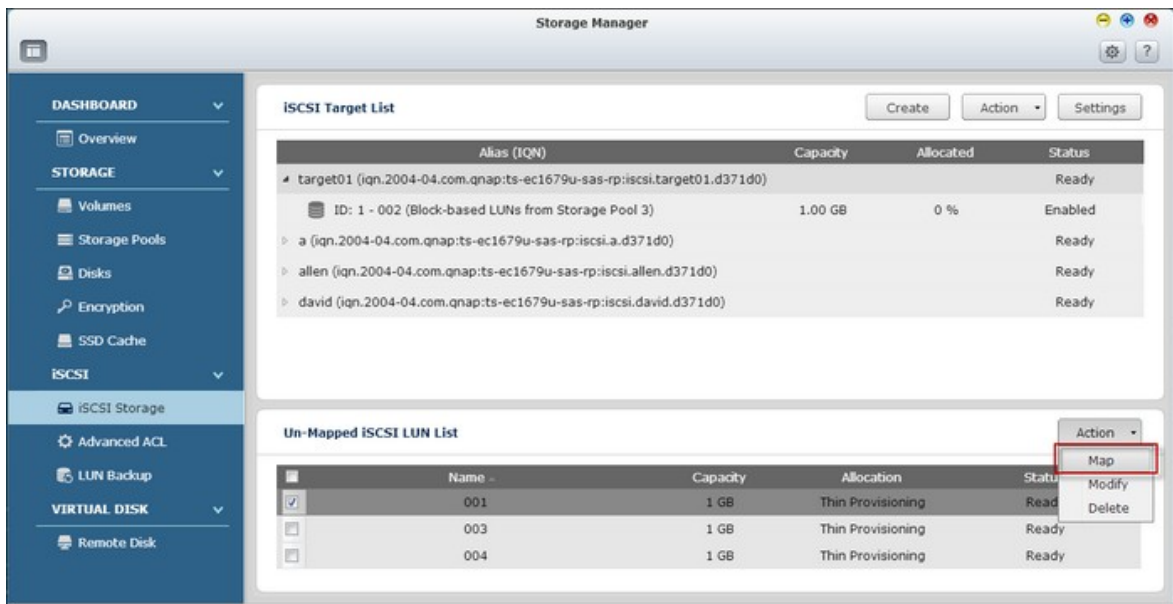 Storage Manager
?
DASHBOARD
Overview
STORAGE
Volumes
Storage Pools
Disks
Encryption
SSD Cache
iSCSI
iSCSI Storage
Advanced ACL
LUN Backup
VIRTUAL DISK
Remote Disk
iSCSI Target List Create Action Settings
Alias (IQN) Capacity Allocated Status
target01 (iqn.2004-04.com.qnap:ts-ec1679u-sas-rp:iscsi.target01.d371d0) Ready
ID: 1 - 002 (Block-based LUNs from Storage Pool 3) 1.00 GB 0 % Enabled
a (iqn.2004-04.com.qnap:ts-ec1679u-sas-rp:iscsi.a.d371d0) Ready
allen (iqn.2004-04.com.qnap:ts-ec1679u-sas-rp:iscsi.allen.d371d0) Ready
david (iqn.2004-04.com.qnap:ts-ec1679u-sas-rp:iscsi.david.d371d0) Ready
Un-Mapped iSCSI LUN List Action
Map
Modify
Delete
Name Capacity Allocation Statu
001 1 GB Thin Provisioning Read
003 1 GB Thin Provisioning Ready
004 1 GB Thin Provisioning Ready